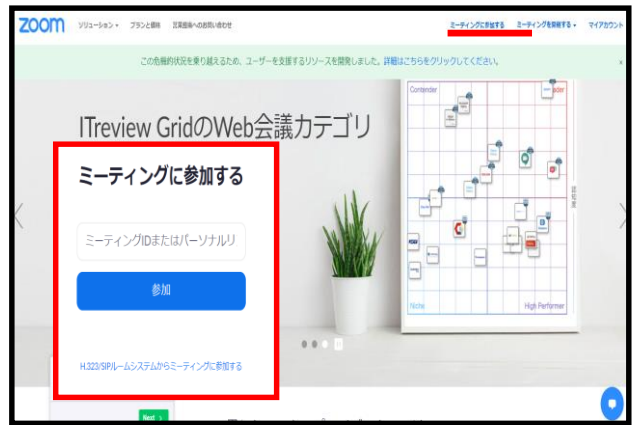 zoom
ソリューション▾ プランと価格 営業担当へのお問い合わせ ミーティングに参加する ミーティングを開催する▾ マイアカウント
この危機的状況を乗り越えるため、ユーザーを支援するリソースを開発しました。詳細はこちらをクリックしてください。 ×
Contender
ITreview GridのWeb会議カテゴリ
ミーティングに参加する
ミーティングIDまたはパーソナルリ
参加
Niche
High Performer
H.323/SIPルームシステムからミーティングに参加する
Next